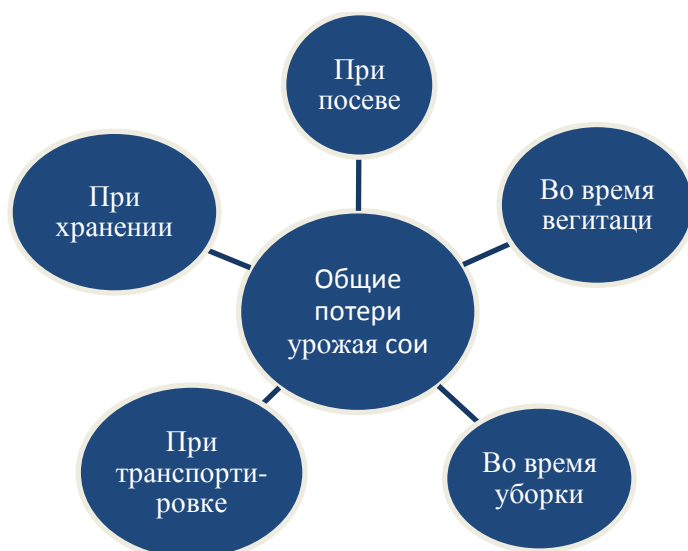 При
посеве
Во время
вегитаци
Общие
потери
урожая сои
Во время
уборки
При
транспорти-
ровке
При
хранении